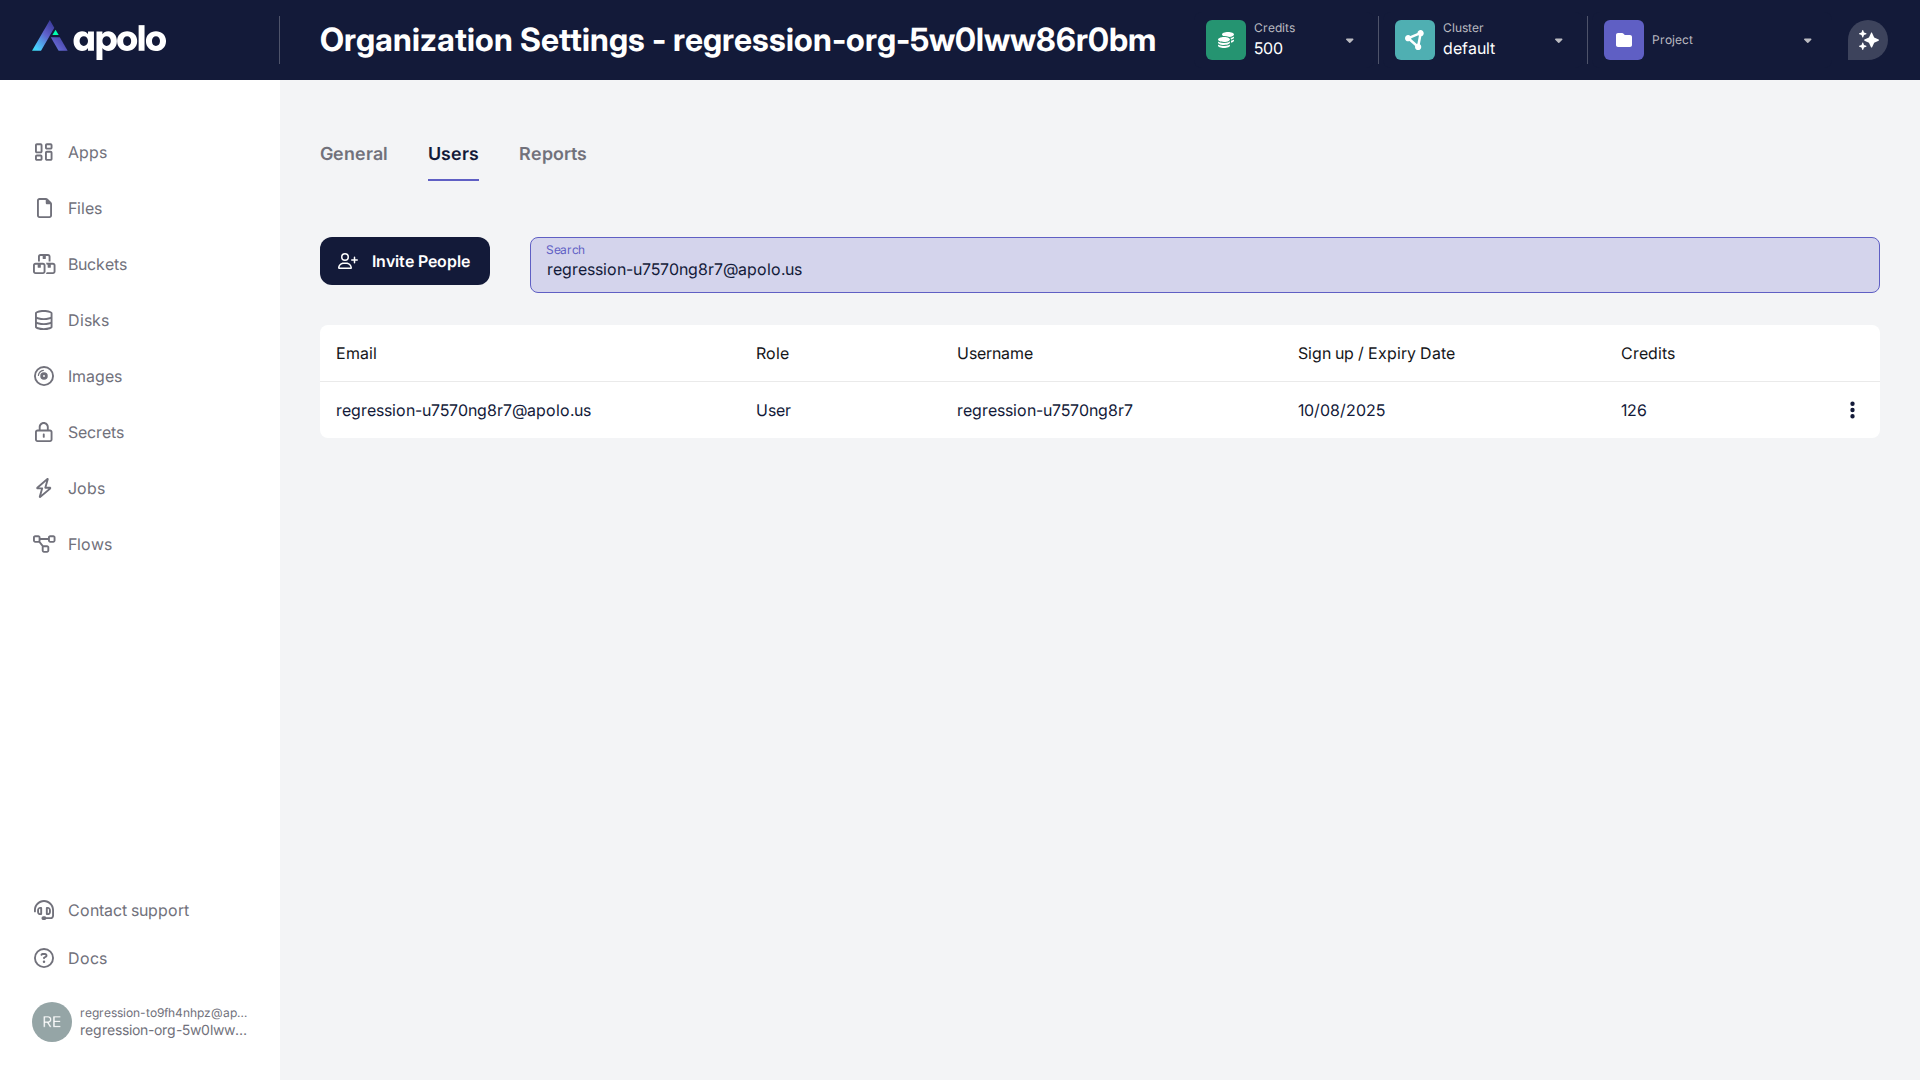 apolo
Organization Settings - regression-org-5w0lww86r0bm
Credits
500
Cluster
default
Project
Apps
Files
Buckets
Disks
Images
Secrets
Jobs
Flows
General
Users
Reports
Invite People
Search
regression-u7570ng8r7@apolo.us
Email
Role
Username
Sign up / Expiry Date
Credits
regression-u7570ng8r7@apolo.us
User
regression-u7570ng8r7
10/08/2025
126
Contact support
Docs
RE
regression-to9fh4nhpz@ap...
regression-org-5w0lww...